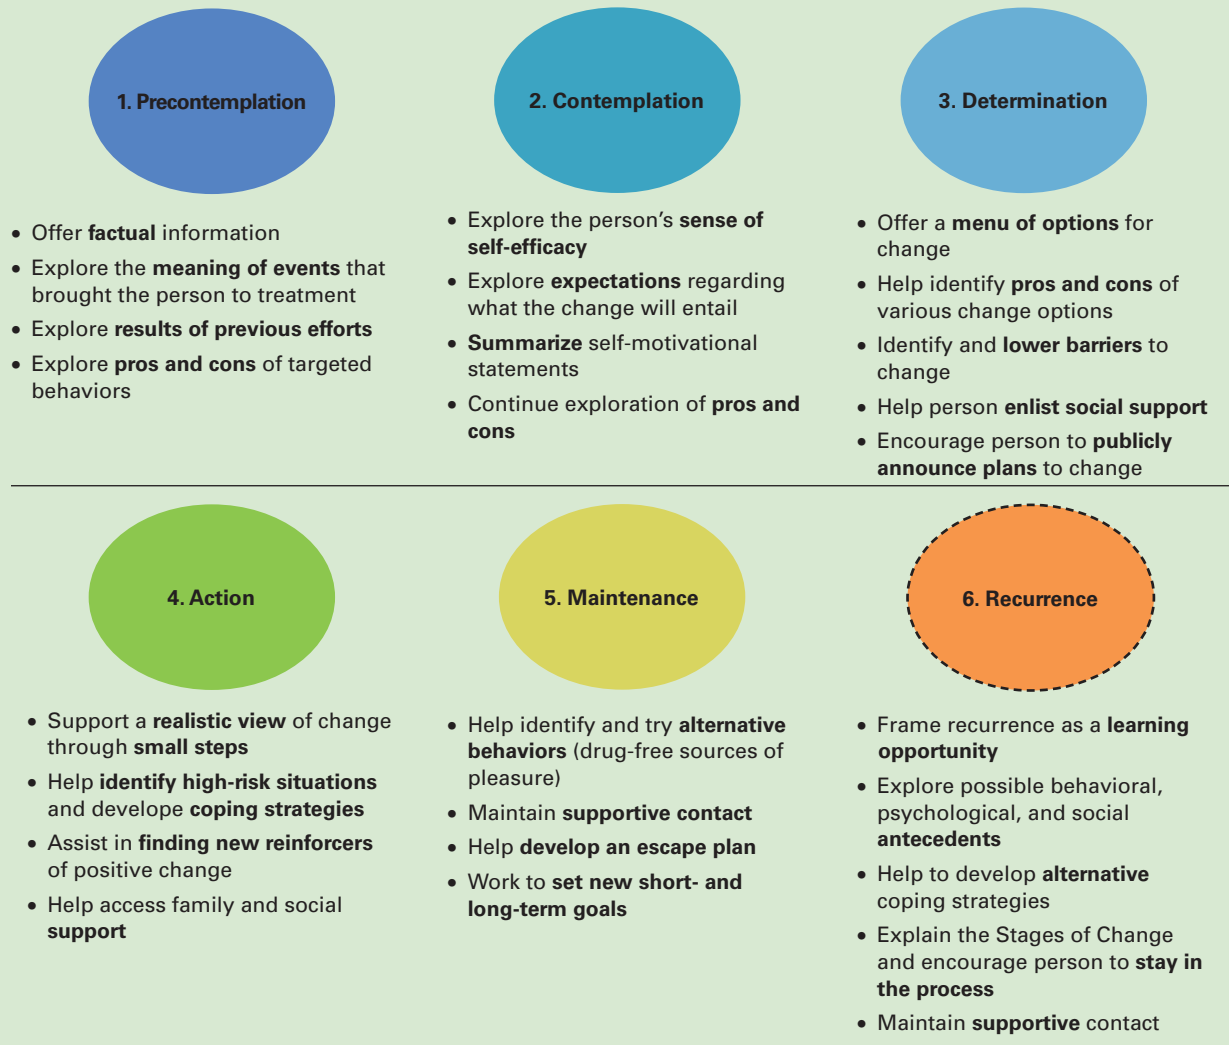 1. Precontemplation
• Offer factual information
• Explore the meaning of events that
brought the person to treatment
• Explore results of previous efforts
• Explore pros and cons of targeted
behaviors
2. Contemplation
• Explore the person’s sense of
self-efficacy
• Explore expectations regarding
what the change will entail
• Summarize self-motivational
statements
• Continue exploration of pros and
cons
3. Determination
• Offer a menu of options for
change
• Help identify pros and cons of
various change options
• Identify and lower barriers to
change
• Help person enlist social support
• Encourage person to publicly
announce plans to change
4. Action
• Support a realistic view of change
through small steps
• Help identify high-risk situations
and develope coping strategies
• Assist in finding new reinforcers
of positive change
• Help access family and social
support
5. Maintenance
• Help identify and try alternative
behaviors (drug-free sources of
pleasure)
• Maintain supportive contact
• Help develop an escape plan
• Work to set new short- and
long-term goals
6. Recurrence
• Frame recurrence as a learning
opportunity
• Explore possible behavioral,
psychological, and social
antecedents
• Help to develop alternative
coping strategies
• Explain the Stages of Change
and encourage person to stay in
the process
• Maintain supportive contact